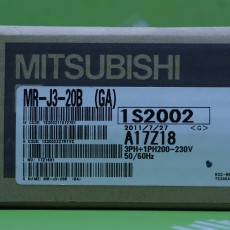 MITSUBISHI
MR-J3-20B (GA)
1S2002
2011/7/27 <G>
A17Z18
3PH+1PH200-230V
50/60Hz